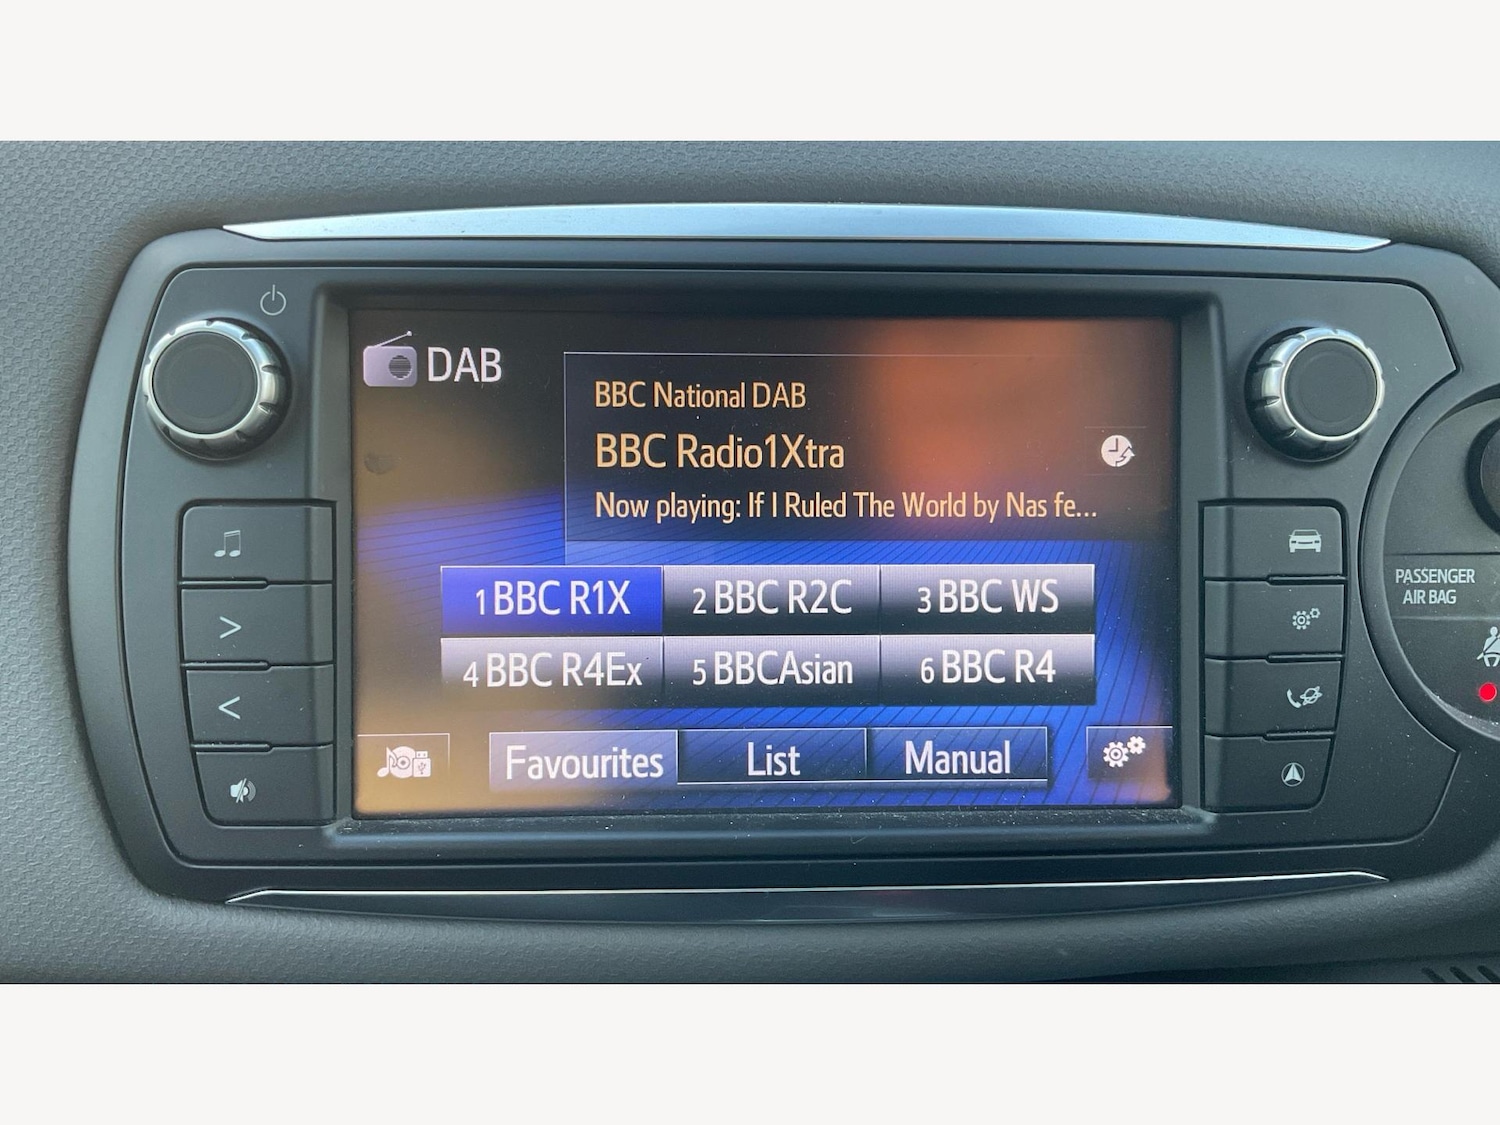 DAB
BBC National DAB
BBC Radio1Xtra
Now playing: If I Ruled The World by Nas fe...
1 BBC R1X
2 BBC R2C
3 BBC WS
4 BBC R4Ex
5 BBCAsian
6 BBC R4
Favourites
List
Manual
PASSENGER
AIR BAG